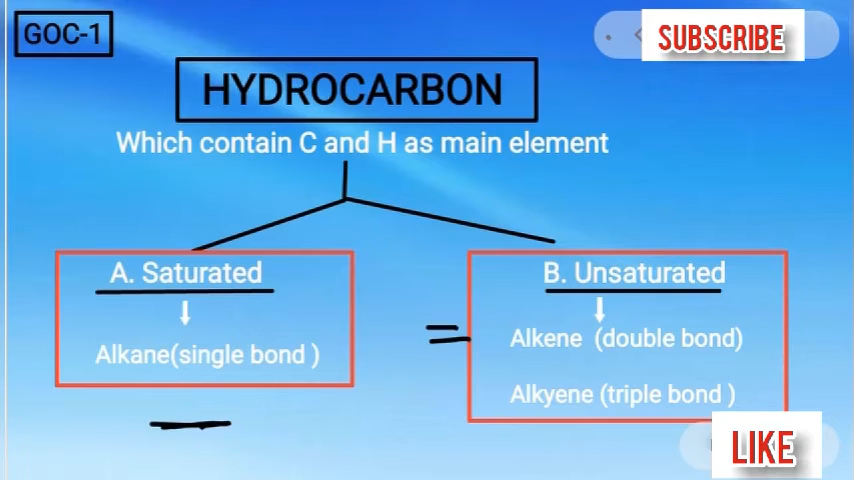 GOC-1
SUBSCRIBE
HYDROCARBON
Which contain C and H as main element
A. Saturated
Alkane(single bond )
B. Unsaturated
Alkene (double bond)
Alkyene (triple bond )
LIKE